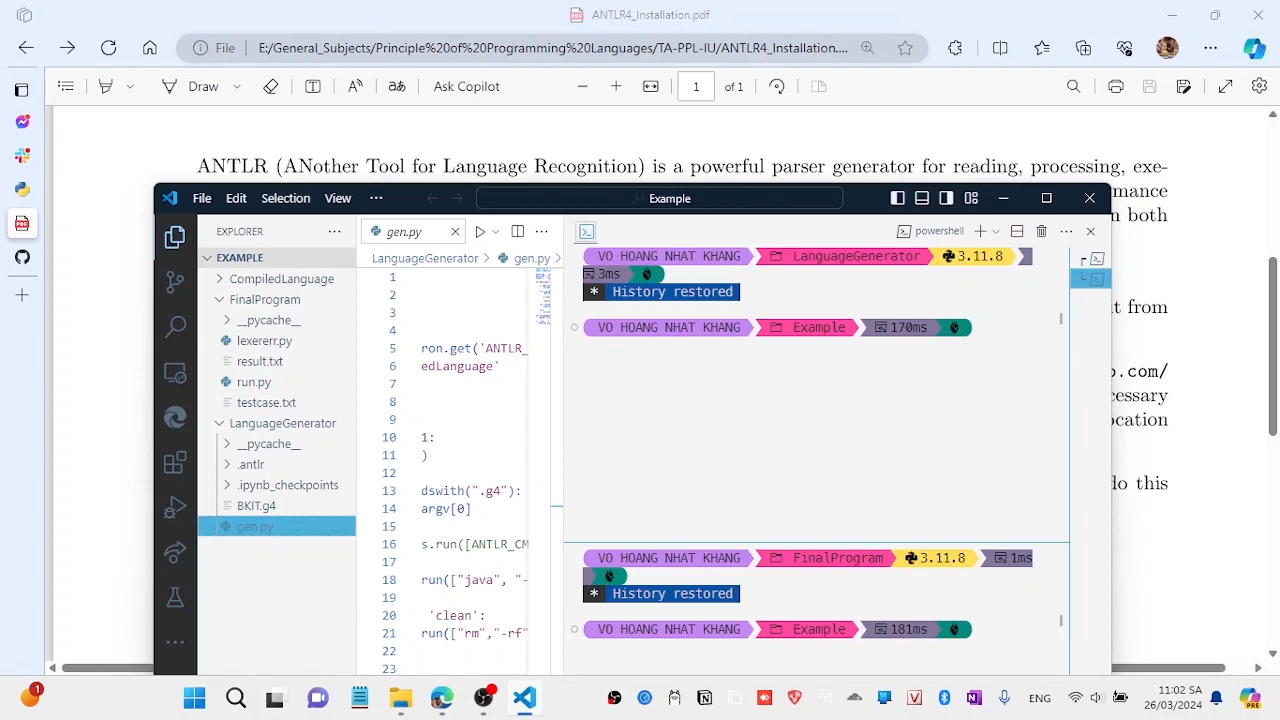 ANTLR4_Installation.pdf
File
E:/General_Subjects/Principle%20of%20Programming%20Languages/TA-PPL-IU/ANTLR4_Installation....
Draw
Ask Copilot
1
of 1
ANTLR (ANother Tool for Language Recognition) is a powerful parser generator for reading, processing, exe-
mance
n both
t from
b.com/
cessary
ocation
do this
File Edit Selection View
Example
EXPLORER
EXAMPLE
CompiledLanguage
FinalProgram
__pycache__
lexererr.py
result.txt
run.py
testcase.txt
LanguageGenerator
__pycache__
.antlr
.ipynb_checkpoints
BKIT.g4
gen.py
gen.py
LanguageGenerator > gen.py >
1
2
3
4
5 ron.get('ANTLR_
6 edLanguage'
7
8
9
10 1:
11 )
12
13 dswith(".g4"):
14 argv[0]
15
16 s.run([ANTLR_CM
17
18 run(["java", "-
19
20 'clean':
21 run(["rm","-rf"
22
23
powershell
VO HOANG NHAT KHANG LanguageGenerator 3.11.8
3ms
* History restored
VO HOANG NHAT KHANG Example 170ms
VO HOANG NHAT KHANG FinalProgram 3.11.8 1ms
* History restored
VO HOANG NHAT KHANG Example 181ms
1
ENG
11:02 SA
26/03/2024
PRE